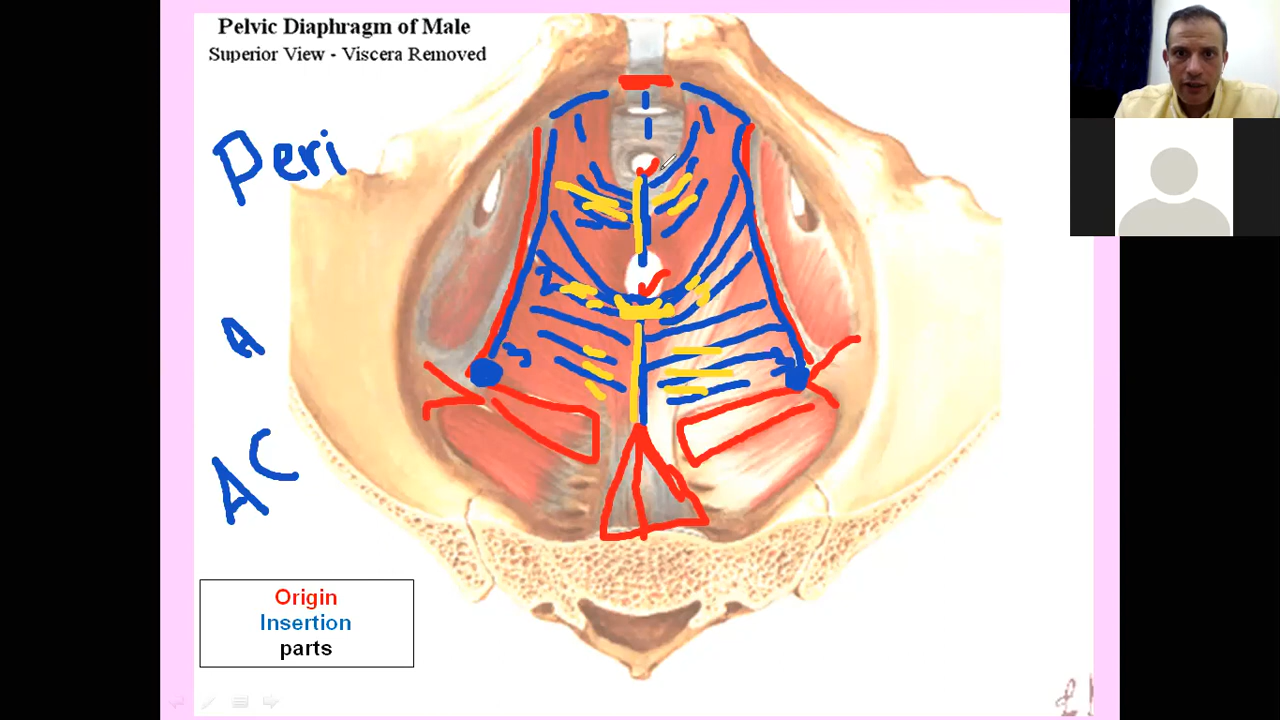 Pelvic Diaphragm of Male
Superior View - Viscera Removed
Peri
A
AC
Origin
Insertion
parts